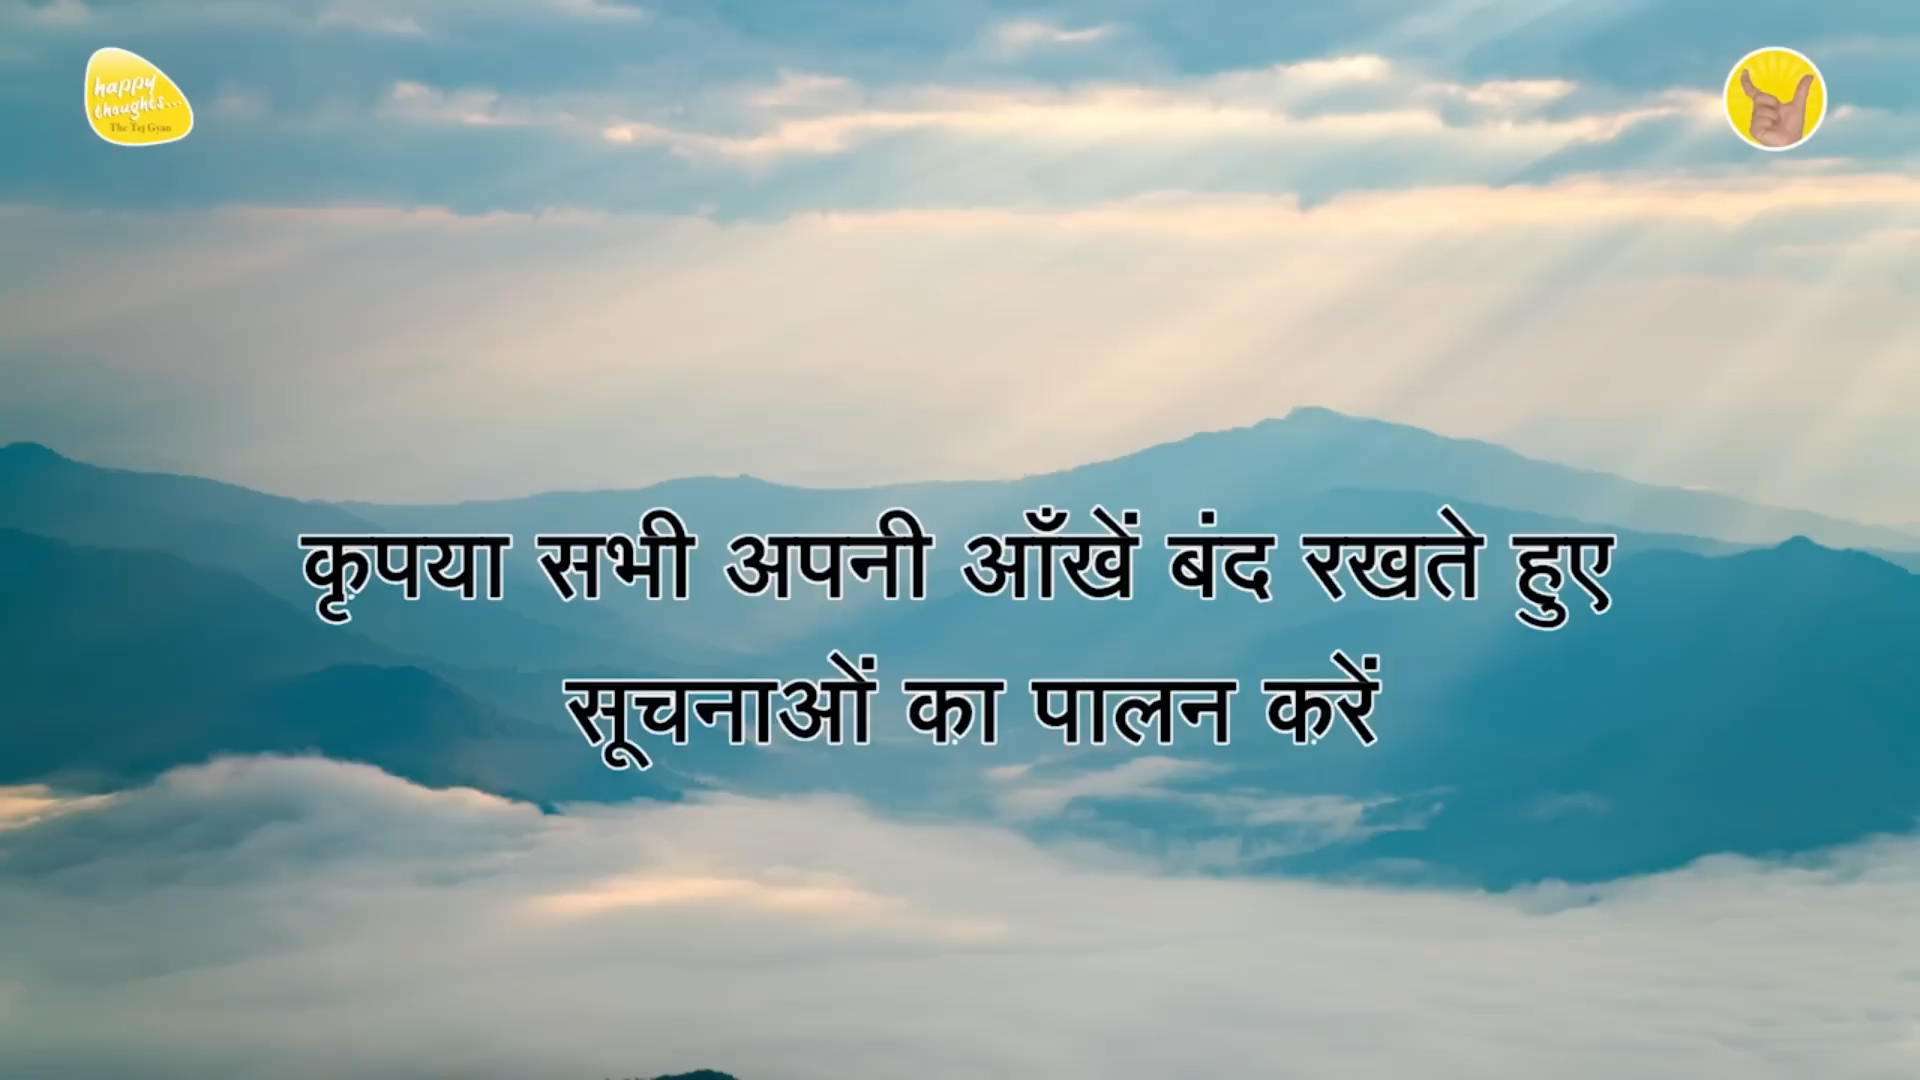 happy
thoughts...
The Tej Gyan
कृपया सभी अपनी आँखें बंद रखते हुए
सूचनाओं का पालन करें